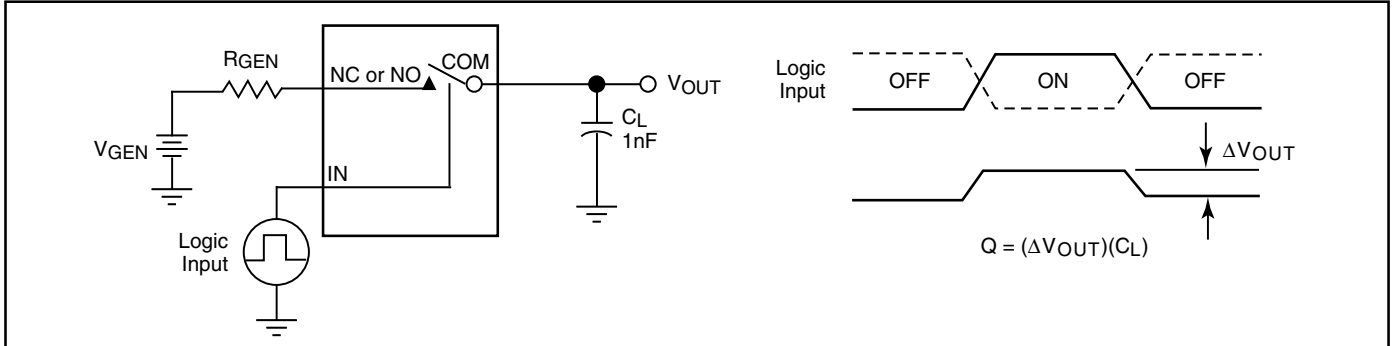 RGEN
NC or NO
COM
VOUT
CL
1nF
VGEN
IN
Logic
Input
Logic
Input
OFF
ON
OFF
ΔVOUT
Q = (ΔVOUT)(CL)